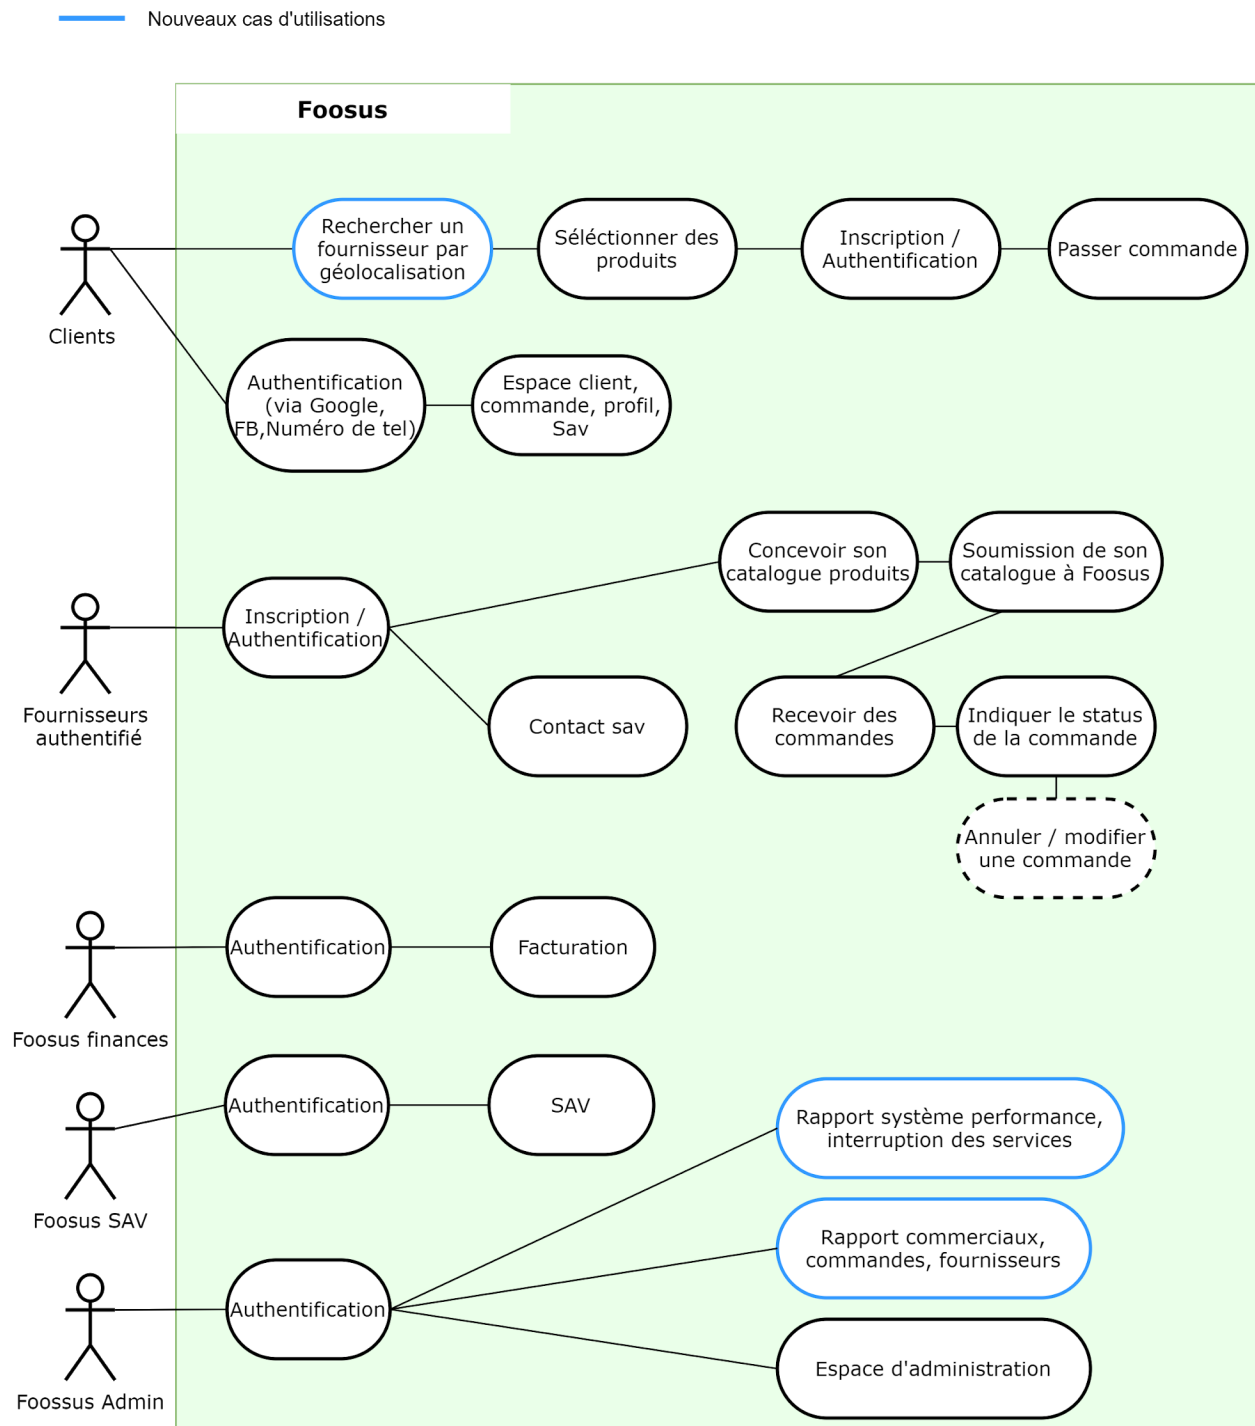 Nouveaux cas d'utilisations
Foosus
Rechercher un
fournisseur par
géolocalisation
Séléctionner des
produits
Inscription /
Authentification
Passer commande
Clients
Authentification
(via Google,
FB,Numéro de tel)
Espace client,
commande, profil,
Sav
Concevoir son
catalogue produits
Soumission de son
catalogue à Foosus
Inscription /
Authentification
Fournisseurs
authentifié
Contact sav
Recevoir des
commandes
Indiquer le status
de la commande
Annuler / modifier
une commande
Authentification
Facturation
Foosus finances
Authentification
SAV
Foosus SAV
Rapport système performance,
interruption des services
Rapport commerciaux,
commandes, fournisseurs
Authentification
Espace d'administration
Foossus Admin